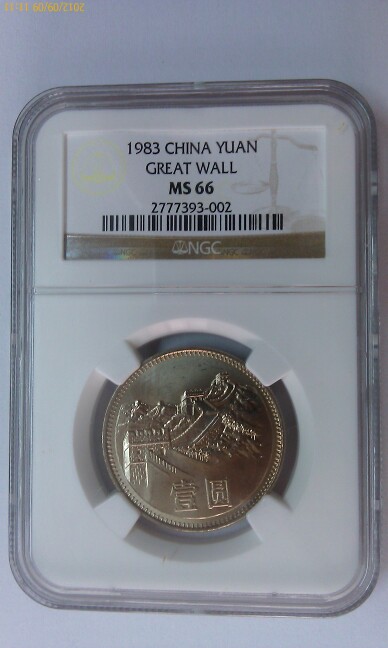 1983 CHINA YUAN
GREAT WALL
MS 66
2777393-002
NGC
壹圆